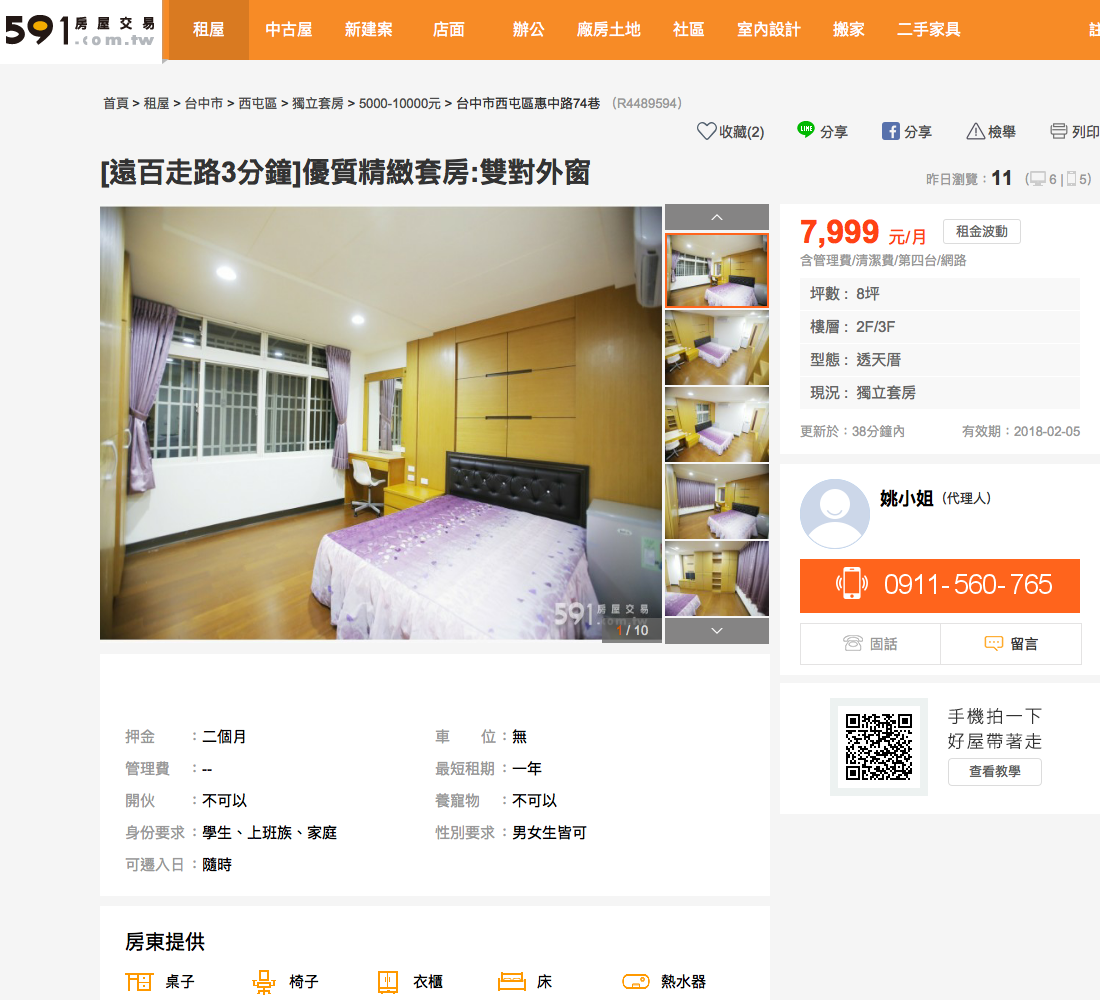 591 房屋交易
.com.tw
租屋 中古屋 新建案 店面 辦公 廠房土地 社區 室內設計 搬家 二手家具 註
首頁 > 租屋 > 台中市 > 西屯區 > 獨立套房 > 5000-10000元 > 台中市西屯區惠中路74巷 （R4489594）
收藏(2) LINE 分享 f 分享 檢舉 列印
[遠百走路3分鐘]優質精緻套房:雙對外窗
昨日瀏覽：11 (6 | 5)
7,999 元/月 租金波動
含管理費/清潔費/第四台/網路
坪數： 8坪
樓層： 2F/3F
型態： 透天厝
現況： 獨立套房
更新於：38分鐘內 有效期：2018-02-05
591 房屋交易
.com.tw
1 / 10
姚小姐（代理人）
0911-560-765
固話 留言
手機拍一下
好屋帶著走
查看教學
押金 ：二個月 車 位：無
管理費 ：-- 最短租期：一年
開伙 ：不可以 養寵物 ：不可以
身份要求：學生、上班族、家庭 性別要求：男女生皆可
可遷入日：隨時
房東提供
桌子 椅子 衣櫃 床 熱水器